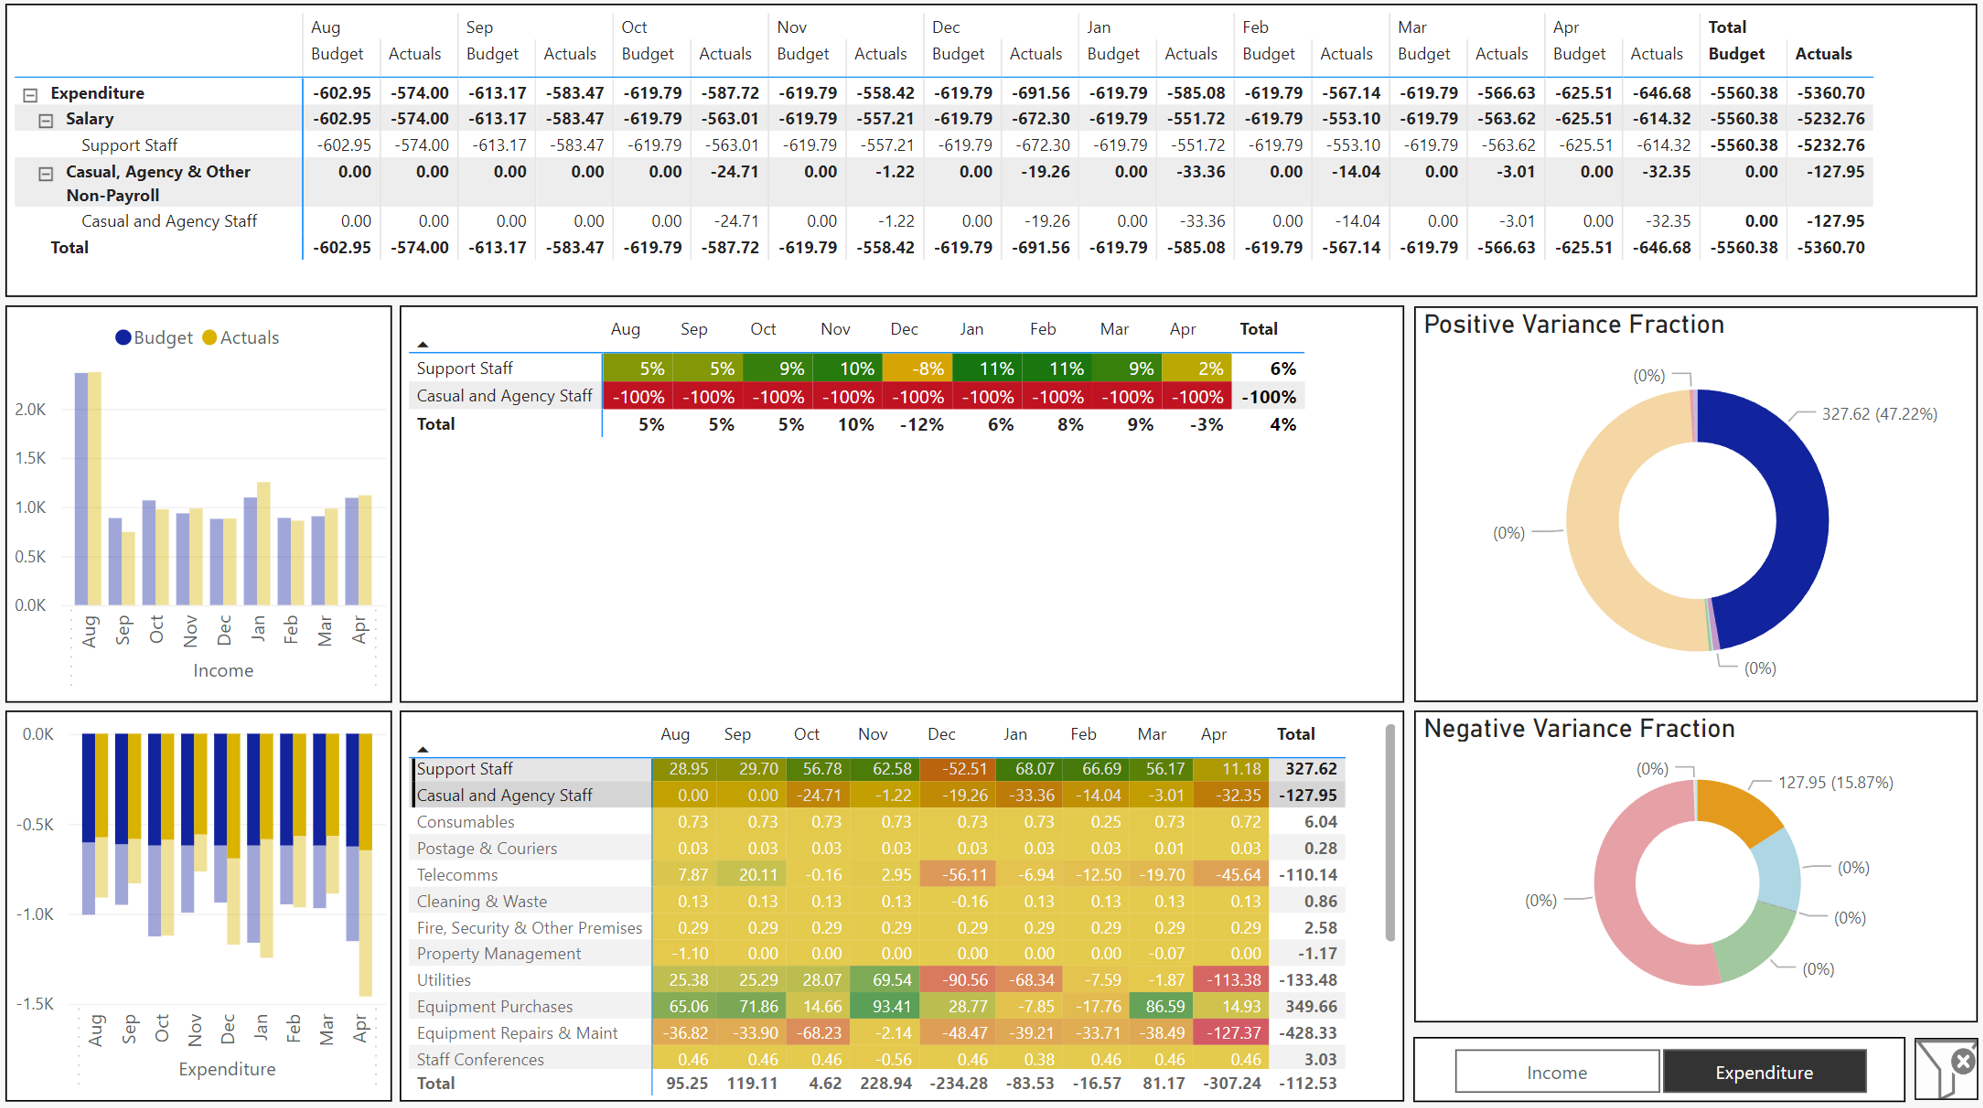 Aug Sep Oct Nov Dec Jan Feb Mar Apr Total
Budget Actuals Budget Actuals Budget Actuals Budget Actuals Budget Actuals Budget Actuals Budget Actuals Budget Actuals Budget Actuals Budget Actuals
Expenditure -602.95 -574.00 -613.17 -583.47 -619.79 -587.72 -619.79 -558.42 -619.79 -691.56 -619.79 -585.08 -619.79 -567.14 -619.79 -566.63 -625.51 -646.68 -5560.38 -5360.70
Salary -602.95 -574.00 -613.17 -583.47 -619.79 -563.01 -619.79 -557.21 -619.79 -672.30 -619.79 -551.72 -619.79 -553.10 -619.79 -563.62 -625.51 -614.32 -5560.38 -5232.76
Support Staff -602.95 -574.00 -613.17 -583.47 -619.79 -563.01 -619.79 -557.21 -619.79 -672.30 -619.79 -551.72 -619.79 -553.10 -619.79 -563.62 -625.51 -614.32 -5560.38 -5232.76
Casual, Agency & Other 0.00 0.00 0.00 0.00 0.00 -24.71 0.00 -1.22 0.00 -19.26 0.00 -33.36 0.00 -14.04 0.00 -3.01 0.00 -32.35 0.00 -127.95
Non-Payroll
Casual and Agency Staff 0.00 0.00 0.00 0.00 0.00 -24.71 0.00 -1.22 0.00 -19.26 0.00 -33.36 0.00 -14.04 0.00 -3.01 0.00 -32.35 0.00 -127.95
Total -602.95 -574.00 -613.17 -583.47 -619.79 -587.72 -619.79 -558.42 -619.79 -691.56 -619.79 -585.08 -619.79 -567.14 -619.79 -566.63 -625.51 -646.68 -5560.38 -5360.70
Budget Actuals
2.0K
1.5K
1.0K
0.5K
0.0K
Aug Sep Oct Nov Dec Jan Feb Mar Apr
Income
Aug Sep Oct Nov Dec Jan Feb Mar Apr Total
Support Staff 5% 5% 9% 10% -8% 11% 11% 9% 2% 6%
Casual and Agency Staff -100% -100% -100% -100% -100% -100% -100% -100% -100% -100%
Total 5% 5% 5% 10% -12% 6% 8% 9% -3% 4%
Positive Variance Fraction
(0%)
327.62 (47.22%)
(0%)
(0%)
0.0K
-0.5K
-1.0K
-1.5K
Aug Sep Oct Nov Dec Jan Feb Mar Apr
Expenditure
Aug Sep Oct Nov Dec Jan Feb Mar Apr Total
Support Staff 28.95 29.70 56.78 62.58 -52.51 68.07 66.69 56.17 11.18 327.62
Casual and Agency Staff 0.00 0.00 -24.71 -1.22 -19.26 -33.36 -14.04 -3.01 -32.35 -127.95
Consumables 0.73 0.73 0.73 0.73 0.73 0.73 0.25 0.73 0.72 6.04
Postage & Couriers 0.03 0.03 0.03 0.03 0.03 0.03 0.03 0.01 0.03 0.28
Telecomms 7.87 20.11 -0.16 2.95 -56.11 -6.94 -12.50 -19.70 -45.64 -110.14
Cleaning & Waste 0.13 0.13 0.13 0.13 -0.16 0.13 0.13 0.13 0.13 0.86
Fire, Security & Other Premises 0.29 0.29 0.29 0.29 0.29 0.29 0.29 0.29 0.29 2.58
Property Management -1.10 0.00 0.00 0.00 0.00 0.00 0.00 -0.07 0.00 -1.17
Utilities 25.38 25.29 28.07 69.54 -90.56 -68.34 -7.59 -1.87 -113.38 -133.48
Equipment Purchases 65.06 71.86 14.66 93.41 28.77 -7.85 -17.76 86.59 14.93 349.66
Equipment Repairs & Maint -36.82 -33.90 -68.23 -2.14 -48.47 -39.21 -33.71 -38.49 -127.37 -428.33
Staff Conferences 0.46 0.46 0.46 -0.56 0.46 0.38 0.46 0.46 0.46 3.03
Total 95.25 119.11 4.62 228.94 -234.28 -83.53 -16.57 81.17 -307.24 -112.53
Negative Variance Fraction
(0%)
127.95 (15.87%)
(0%)
(0%)
(0%)
(0%)
Income Expenditure